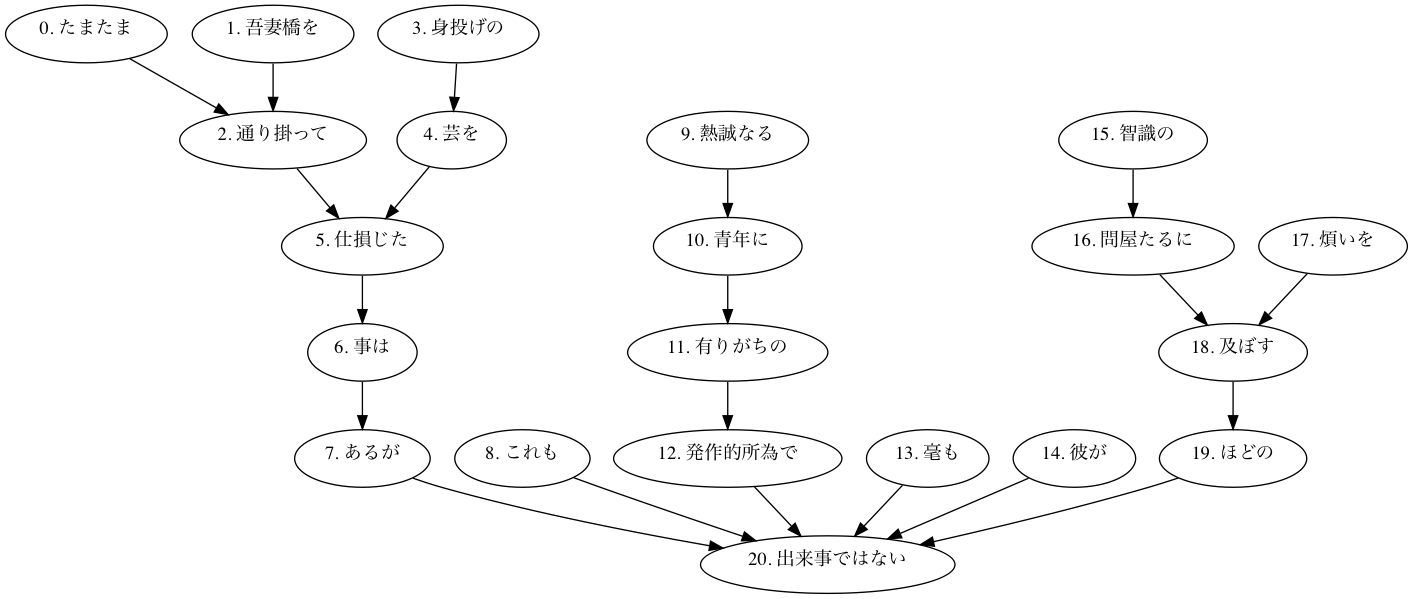 0. たまたま
1. 吾妻橋を
3. 身投げの
2. 通り掛って
4. 芸を
9. 熱誠なる
15. 智識の
5. 仕損じた
10. 青年に
16. 問屋たるに
17. 煩いを
6. 事は
11. 有りがちの
18. 及ぼす
7. あるが
8. これも
12. 発作的所為で
13. 毫も
14. 彼が
19. ほどの
20. 出来事ではない